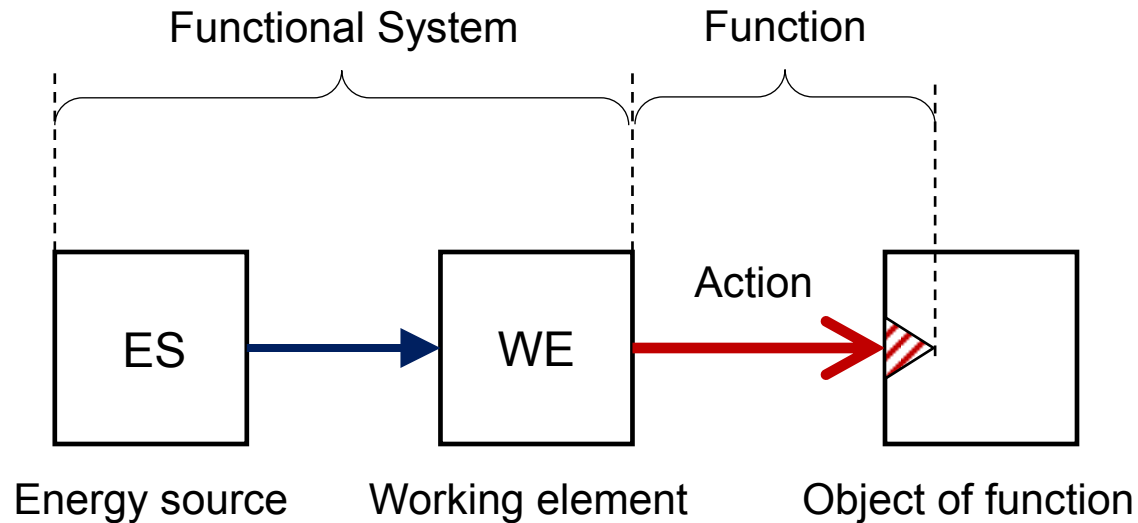 Functional System
Function
Action
ES
WE
Energy source
Working element
Object of function